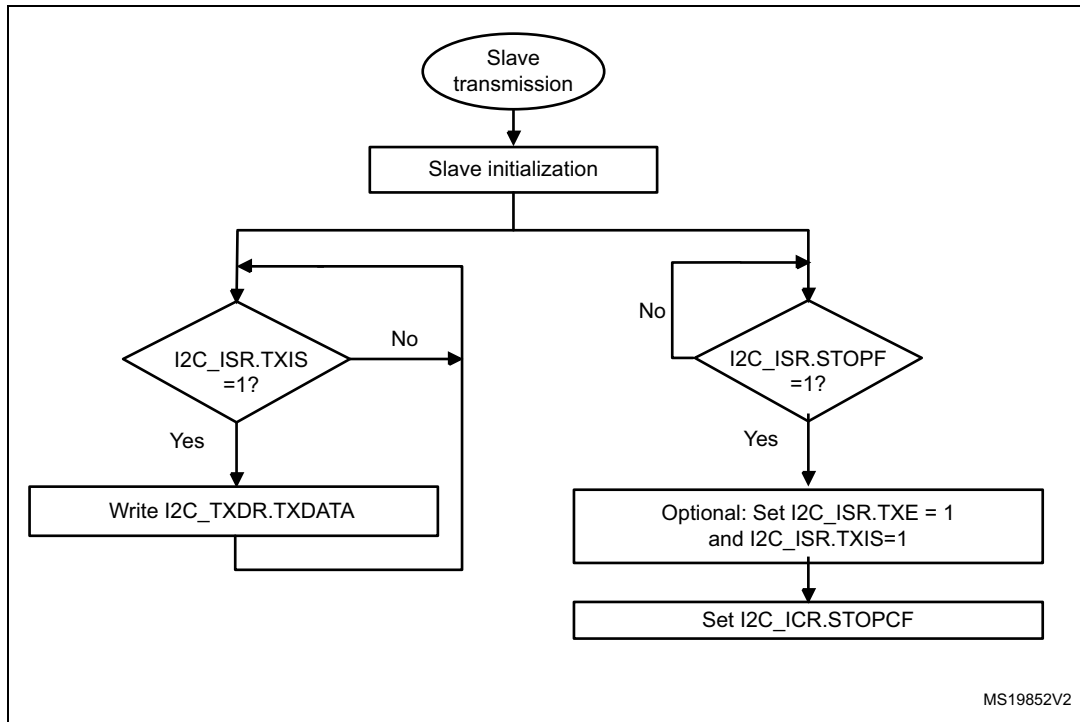 Slave
transmission
Slave initialization
I2C_ISR.TXIS
=1?
No
Yes
Write I2C_TXDR.TXDATA
No
I2C_ISR.STOPF
=1?
Yes
Optional: Set I2C_ISR.TXE = 1
and I2C_ISR.TXIS=1
Set I2C_ICR.STOPCF
MS19852V2